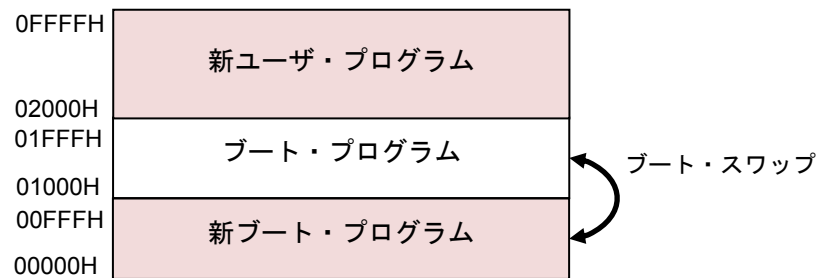 0FFFFH
新ユーザ・プログラム
02000H
01FFFH
ブート・プログラム
ブート・スワップ
01000H
00FFFH
新ブート・プログラム
00000H